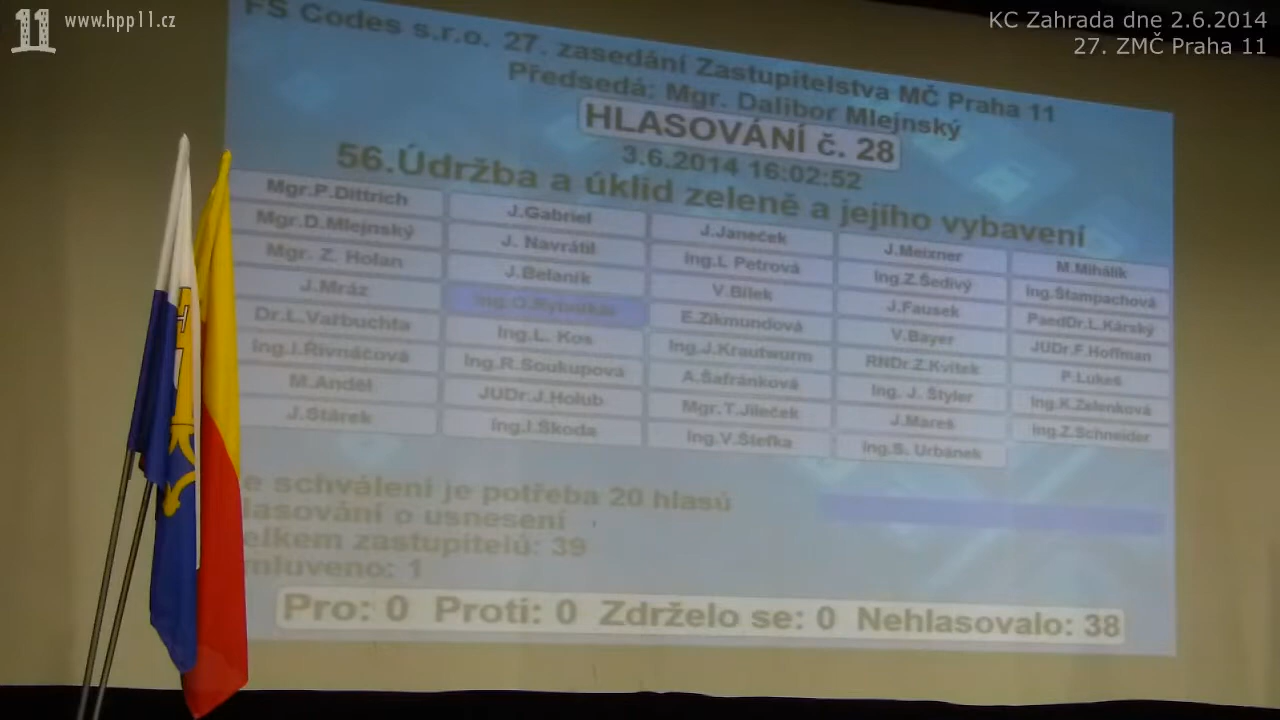 11 www.hpp11.cz
KC Zahrada dne 2.6.2014
27. ZMČ Praha 11
FS Codes s.r.o. 27. zasedání Zastupitelstva MČ Praha 11
Předsedá: Mgr. Dalibor Mlejnský
HLASOVÁNÍ č. 28
3.6.2014 16:02:52
56.Údržba a úklid zeleně a jejího vybavení
Mgr.P.Dittrich J.Gabriel J.Janeček J.Meixner M.Mihálik
Mgr.D.Mlejnský J. Navrátil Ing.L Petrová Ing.Z.Šedivý Ing.Štampachová
Mgr. Z. Holan J.Belaník V.Bílek J.Fausek PaedDr.L.Kárský
J.Mráz E.Zikmundová V.Bayer JUDr.F.Hoffman
Dr.L.Važbuchta Ing.L. Kos Ing.J.Krautwurm RNDr.Z.Kvítek P.Lukeš
Ing.I.Řivnáčová Ing.R.Soukupova A.Šafránková Ing. J. Štyler Ing.K.Zelenková
M.Anděl JUDr.J.Holub Mgr.T.Jileček J.Mareš Ing.Z.Schneider
J.Stárek Ing.I.Škoda Ing.V.Štefka Ing.S. Urbánek
e schválení je potřeba 20 hlasů
lasování o usnesení
elkem zastupitelů: 39
mluveno: 1
Pro: 0 Proti: 0 Zdrželo se: 0 Nehlasovalo: 38